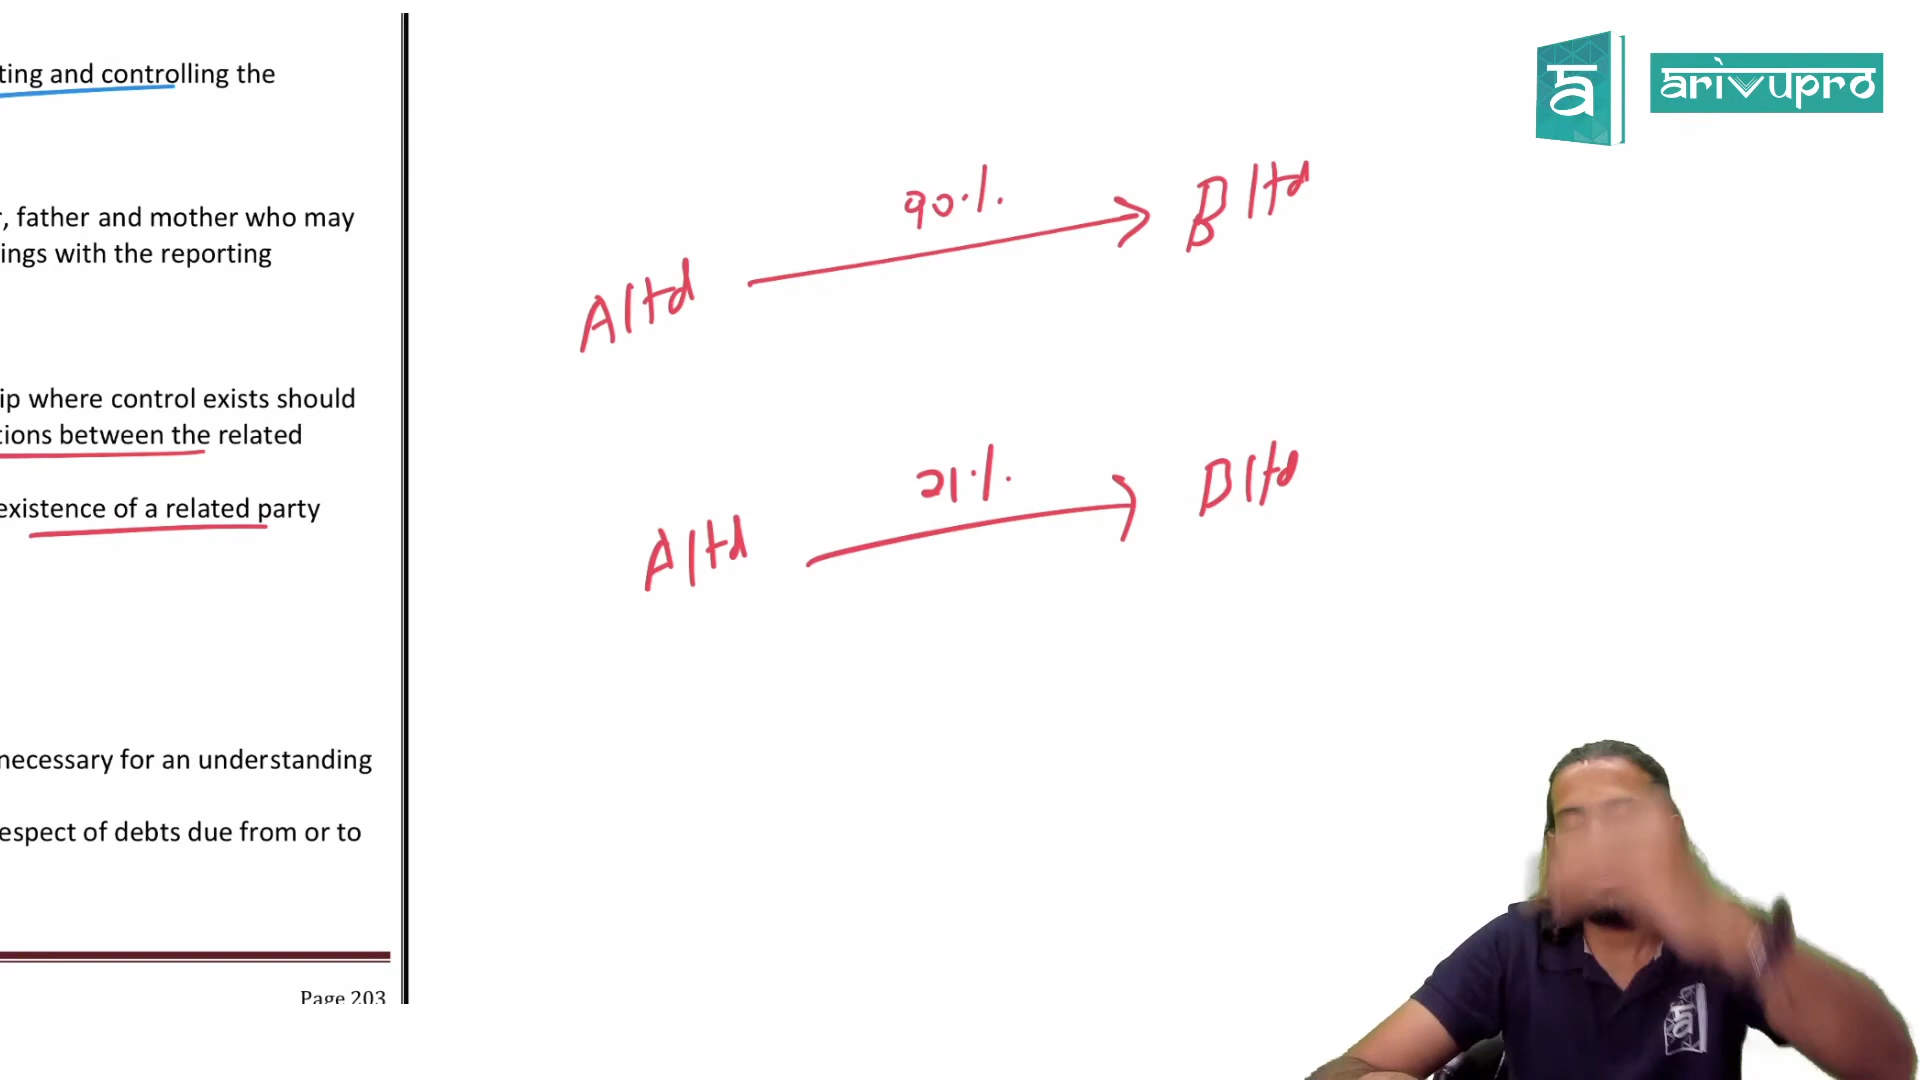 ting and controlling the
r, father and mother who may
ings with the reporting
ip where control exists should
tions between the related
existence of a related party
necessary for an understanding
espect of debts due from or to
Page 203
ā arivupro
90·/.
A ltd B ltd
21·/.
A ltd B ltd
ā